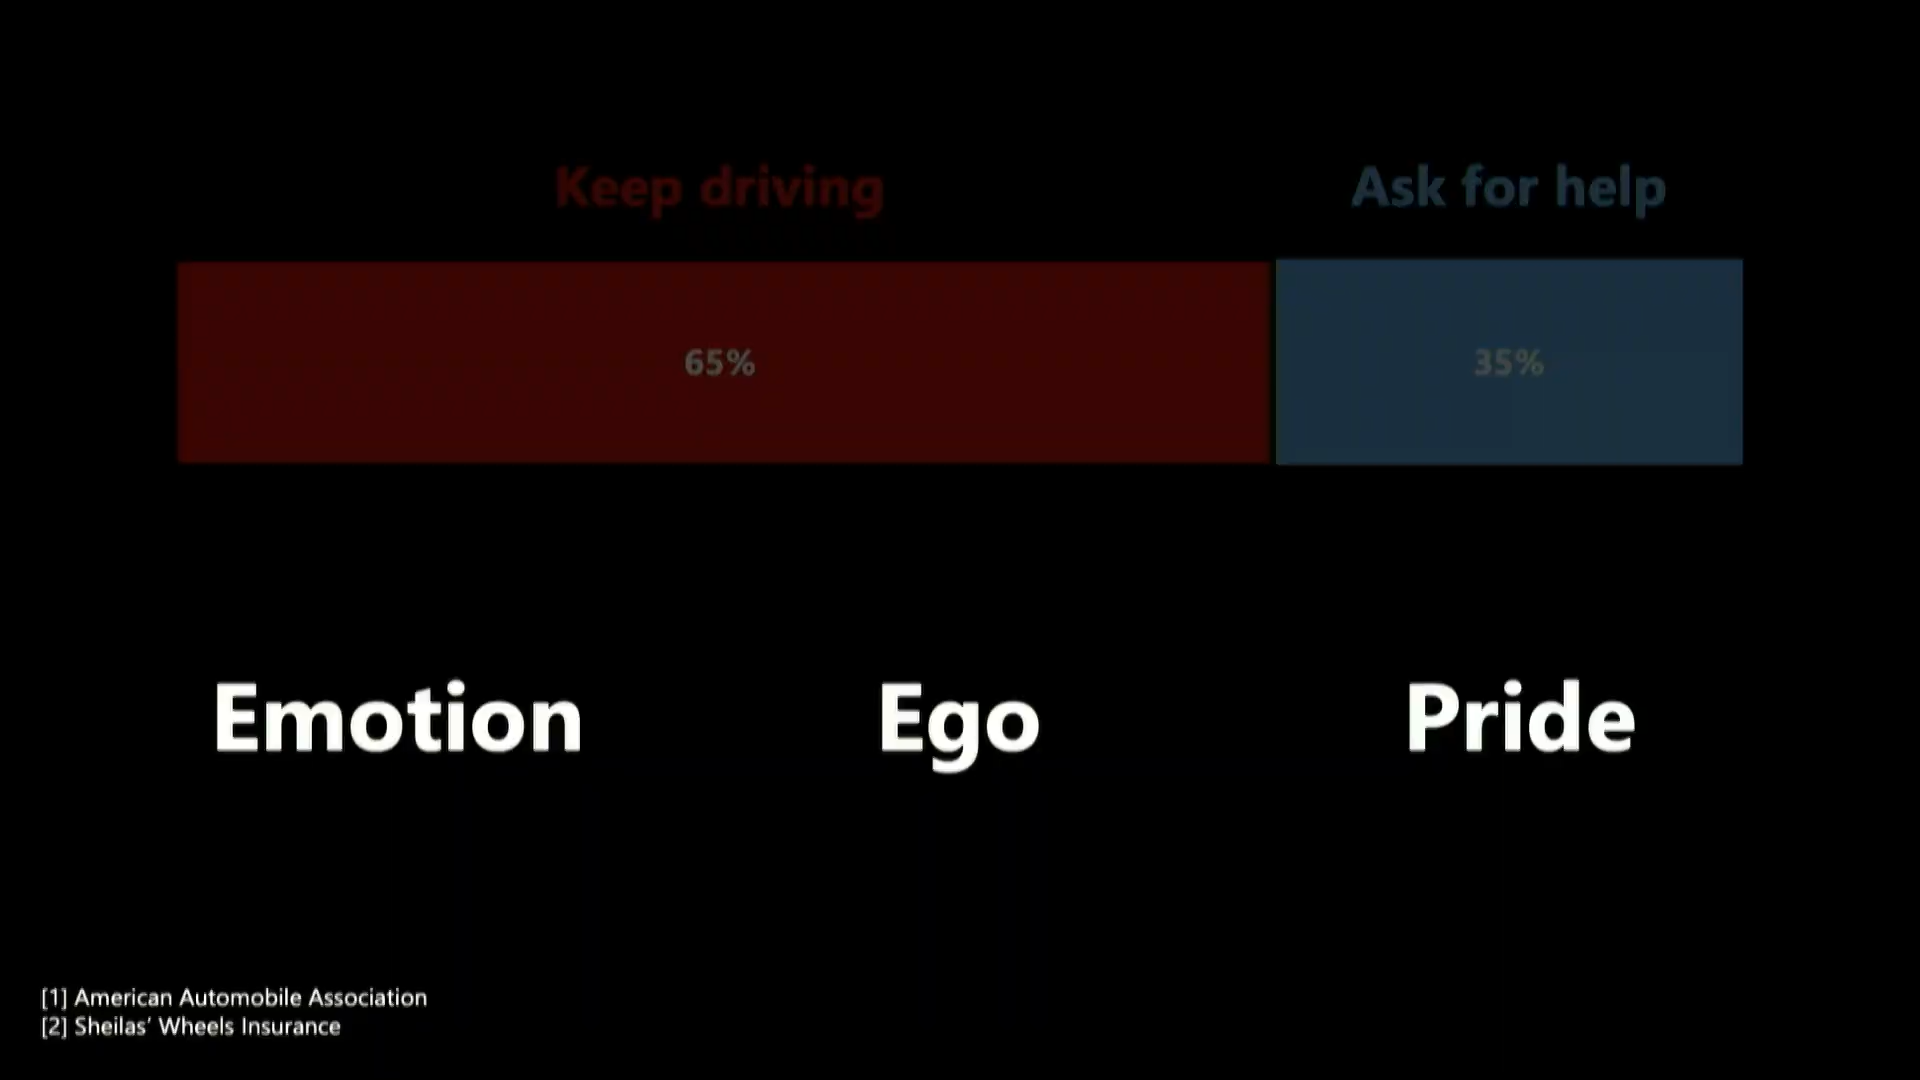 Keep driving
Ask for help
65%
35%
Emotion
Ego
Pride
[1] American Automobile Association
[2] Sheilas’ Wheels Insurance